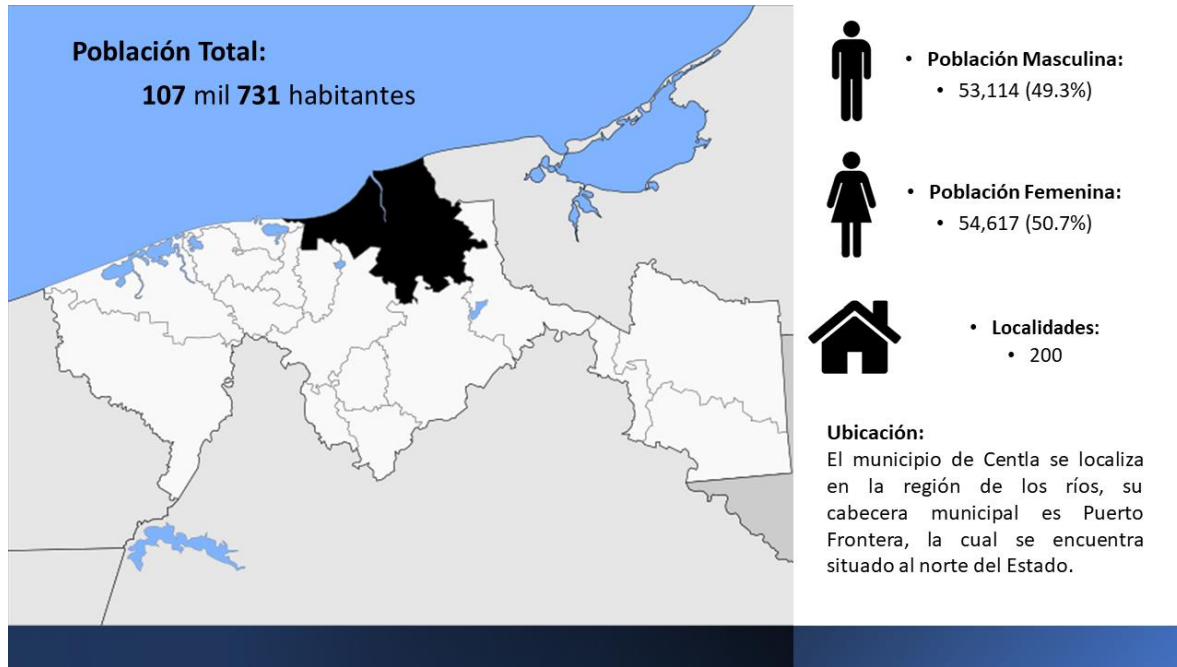 Población Total:
107 mil 731 habitantes
• Población Masculina:
• 53,114 (49.3%)
• Población Femenina:
• 54,617 (50.7%)
• Localidades:
• 200
Ubicación:
El municipio de Centla se localiza
en la región de los ríos, su
cabecera municipal es Puerto
Frontera, la cual se encuentra
situado al norte del Estado.